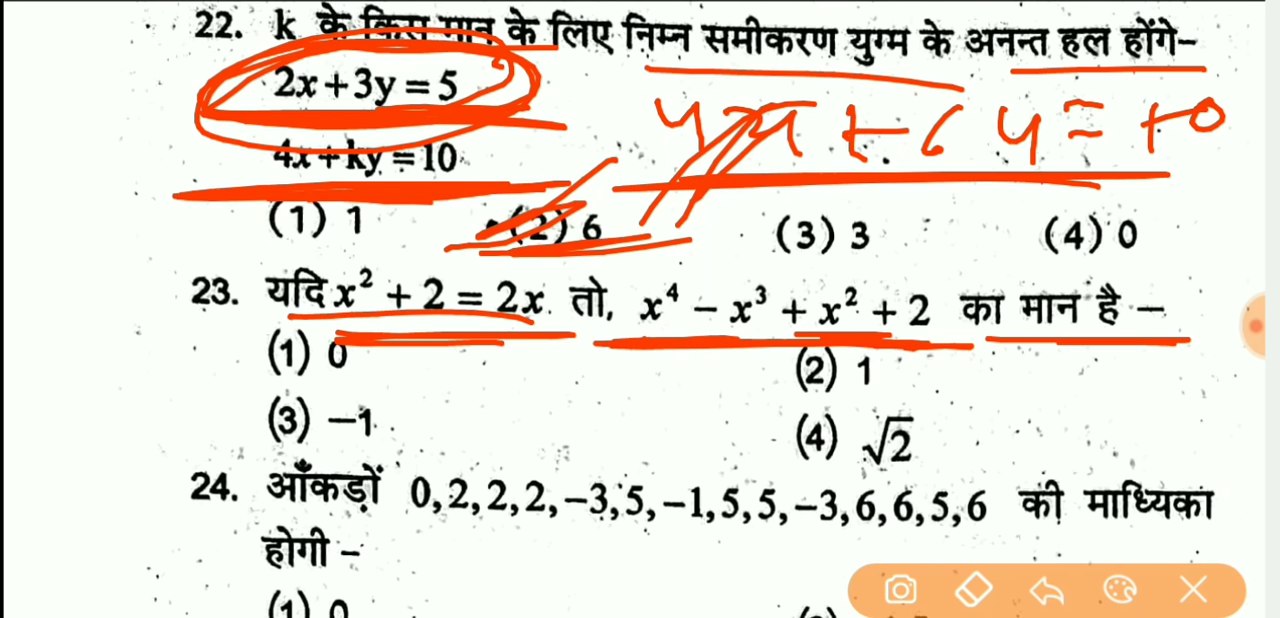 22. k के किस मान के लिए निम्न समीकरण युग्म के अनन्त हल होंगे-
2x+3y=5
4x+6y=10
4x+ky=10
(1) 1 (2) 6 (3) 3 (4) 0
23. यदि x² + 2 = 2x. तो, x⁴ − x³ + x² + 2 का मान है −
(1) 0 (2) 1
(3) −1 (4) √2
24. आँकड़ों 0,2,2,2,−3,5,−1,5,5,−3,6,6,5,6 की माध्यिका
होगी −
(1) 0